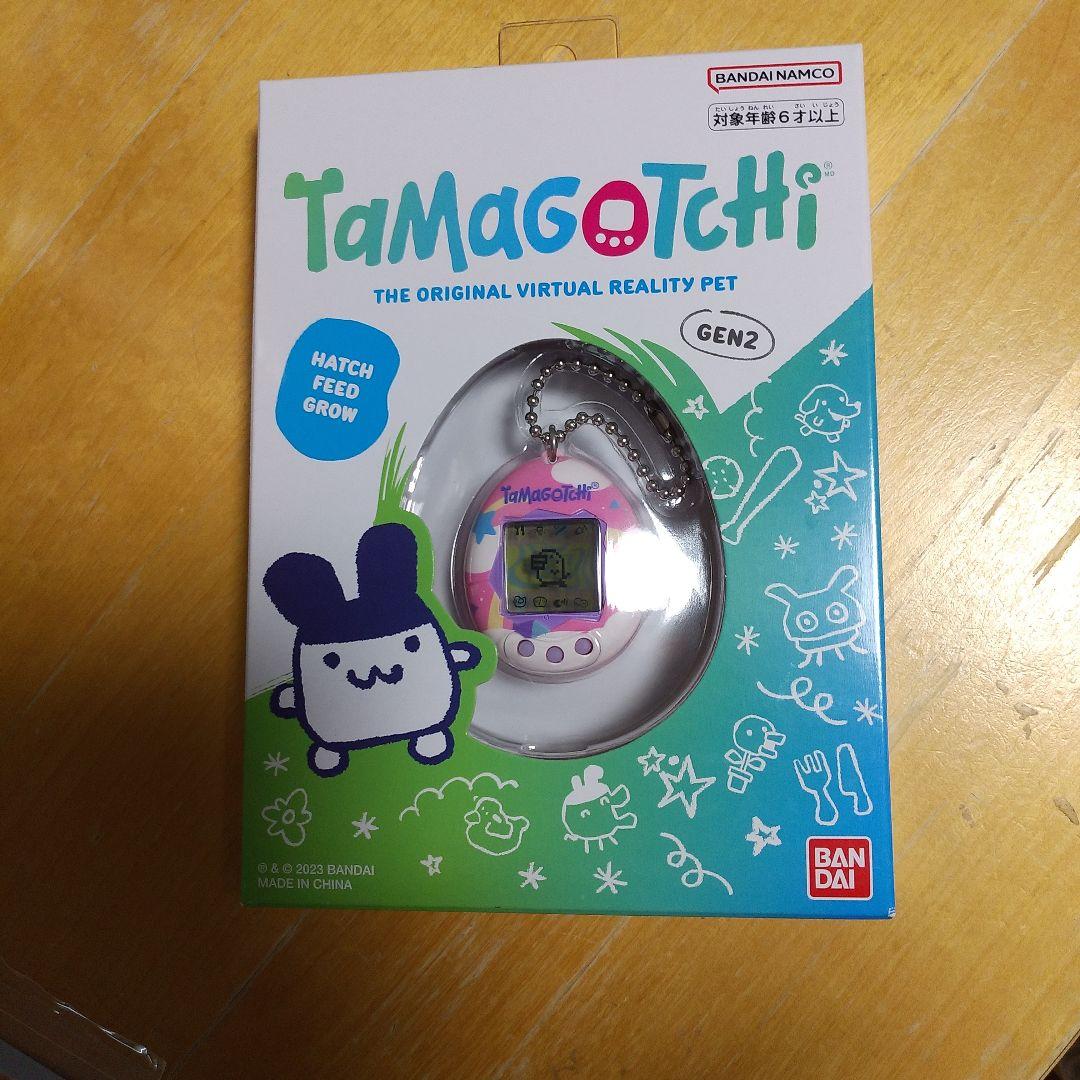 BANDAI NAMCO
たいしょうねんれい さい いじょう
対象年齢6才以上
TAMAGOTCHI®
MD
THE ORIGINAL VIRTUAL REALITY PET
GEN2
HATCH
FEED
GROW
TAMAGOTCHI®
® & © 2023 BANDAI
MADE IN CHINA
BAN
DAI